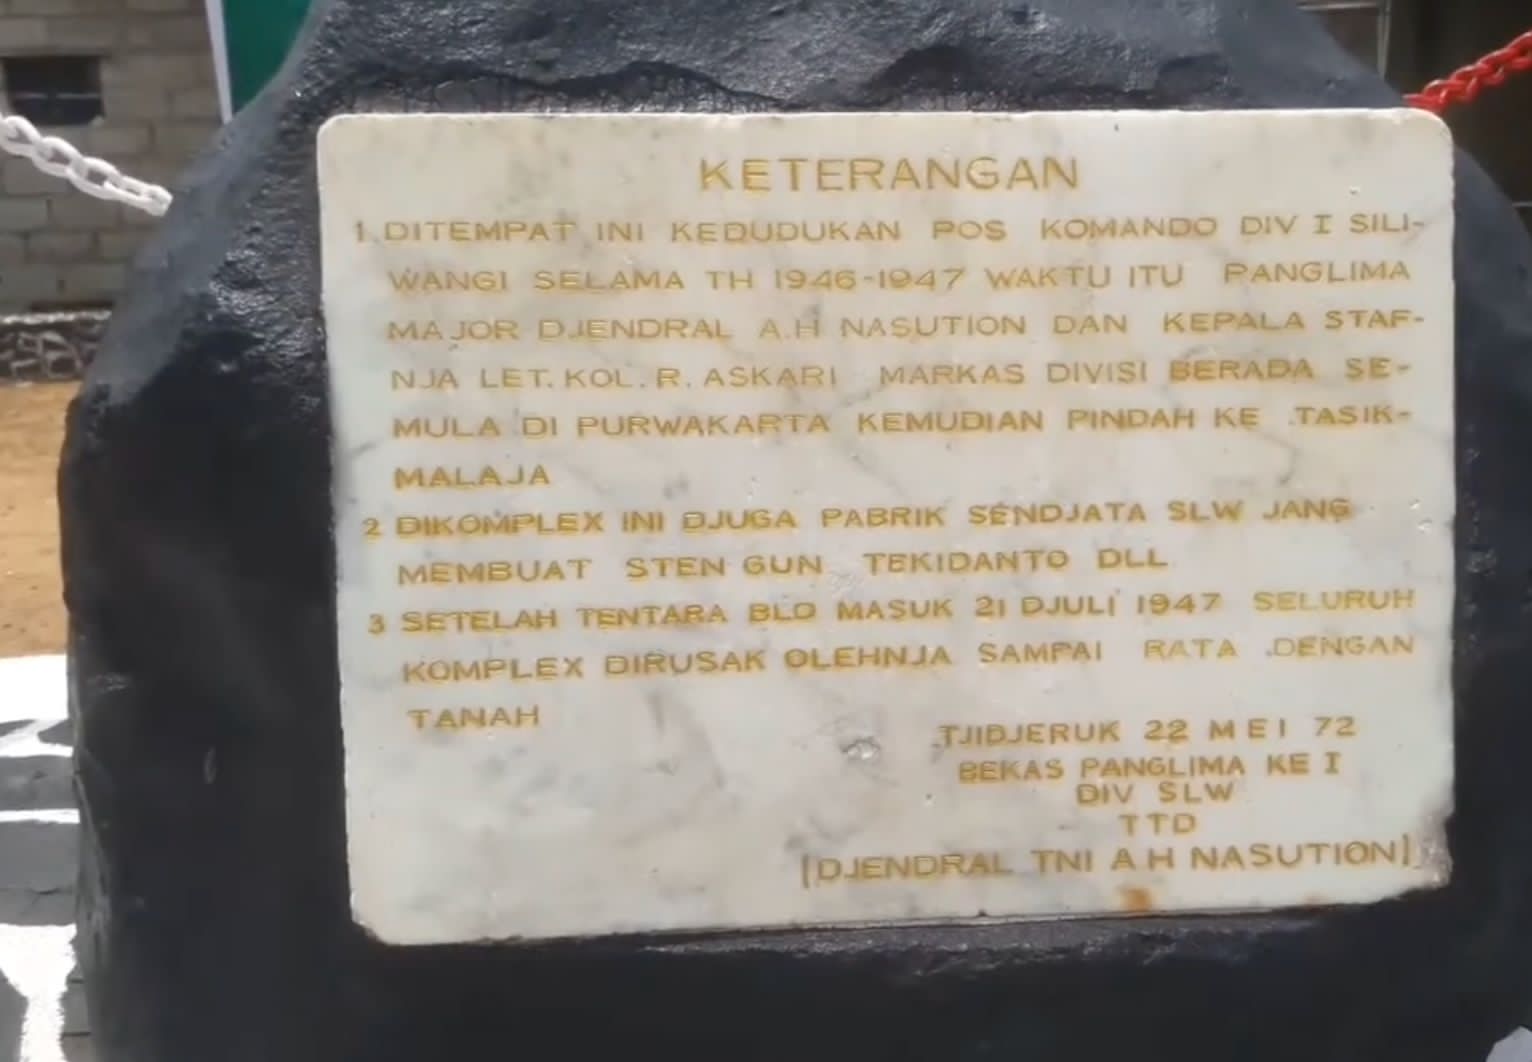 KETERANGAN
1 DITEMPAT INI KEDUDUKAN POS KOMANDO DIV I SILI-
WANGI SELAMA TH 1946-1947 WAKTU ITU PANGLIMA
MAJOR DJENDRAL A.H NASUTION DAN KEPALA STAF-
NJA LET. KOL. R. ASKARI MARKAS DIVISI BERADA SE-
MULA DI PURWAKARTA KEMUDIAN PINDAH KE TASIK-
MALAJA
2 DIKOMPLEX INI DJUGA PABRIK SENDJATA SLW JANG
MEMBUAT STEN GUN TEKIDANTO DLL
3 SETELAH TENTARA BLD MASUK 21 DJULI 1947 SELURUH
KOMPLEX DIRUSAK OLEHNJA SAMPAI RATA DENGAN
TANAH
TJIDJERUK 22 MEI 72
BEKAS PANGLIMA KE I
DIV SLW
TTD
[DJENDRAL TNI A H NASUTION]